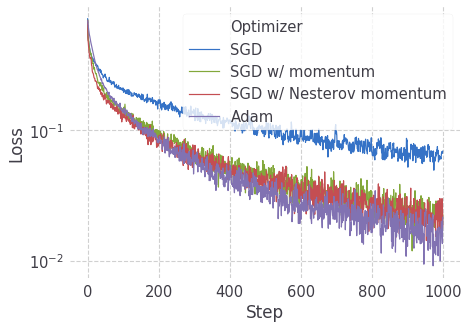 Optimizer
SGD
SGD w/ momentum
SGD w/ Nesterov momentum
Adam
Loss
10⁻¹
10⁻²
0
200
400
600
800
1000
Step